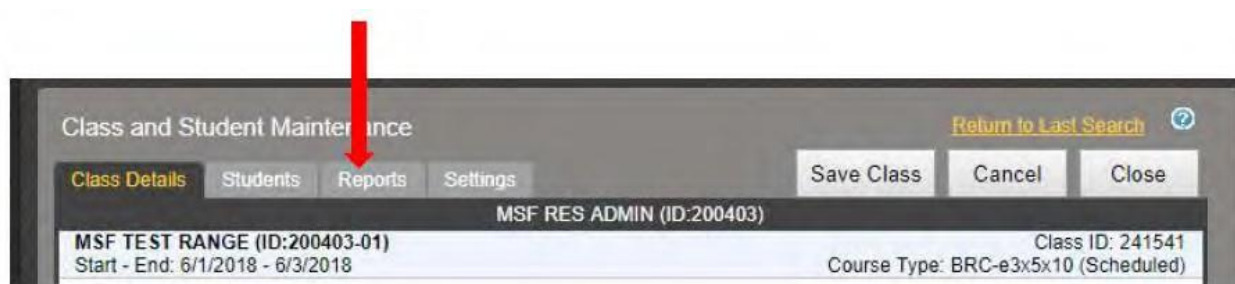 Class and Student Maintenance
Return to Last Search ?
Class Details Students Reports Settings Save Class Cancel Close
MSF RES ADMIN (ID:200403)
MSF TEST RANGE (ID:200403-01) Class ID: 241541
Start - End: 6/1/2018 - 6/3/2018 Course Type: BRC-e3x5x10 (Scheduled)